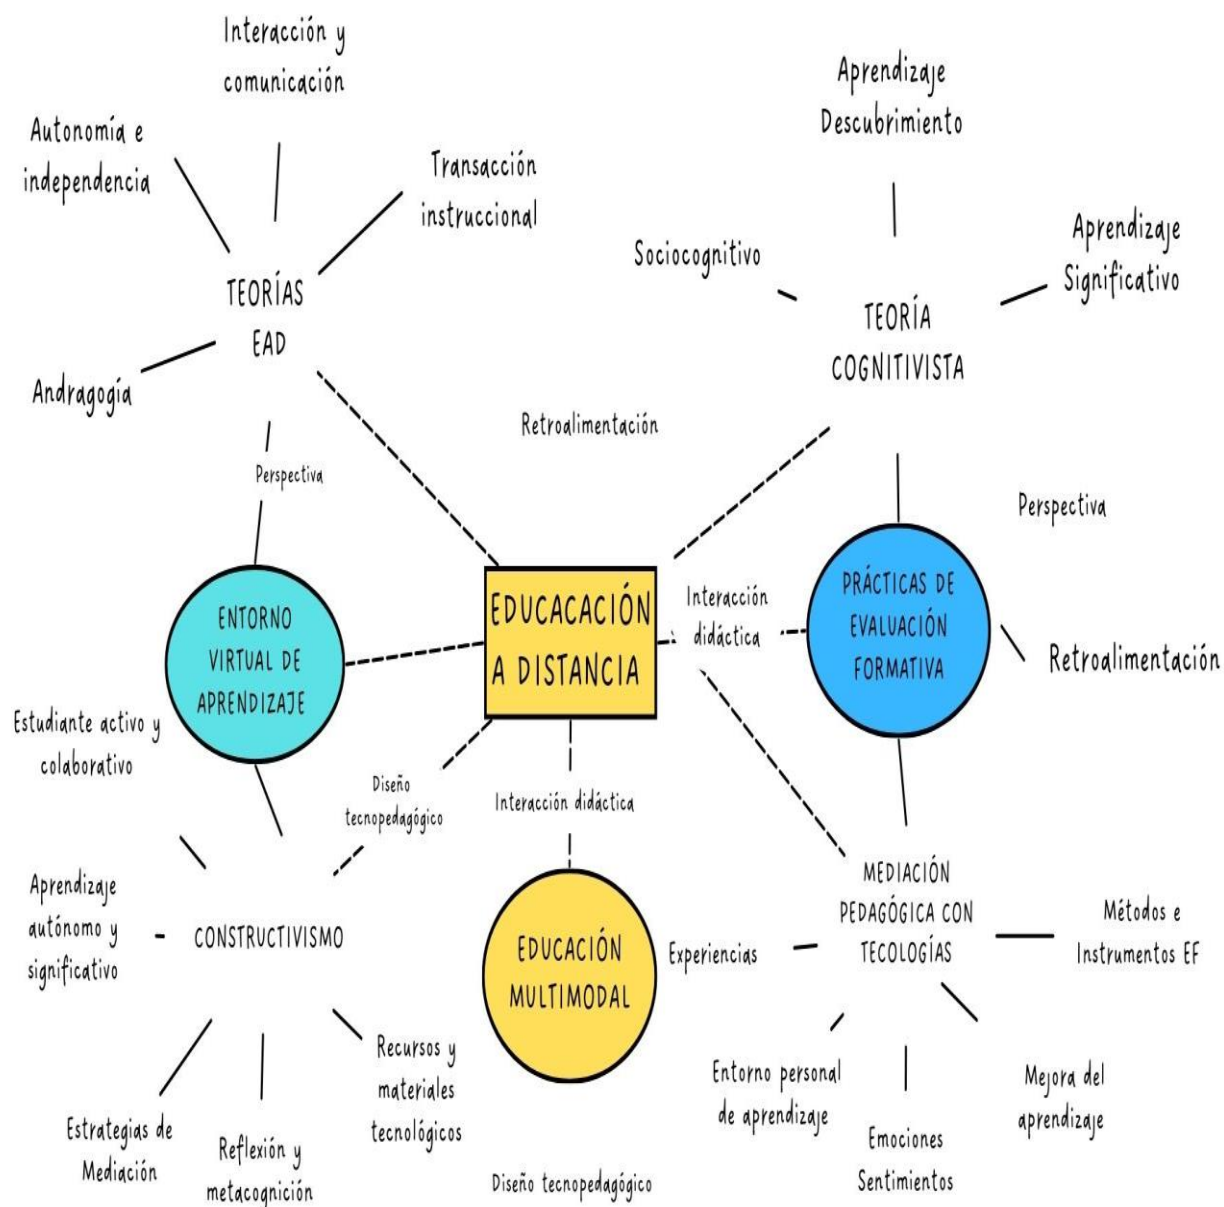 Interacción y
comunicación
Autonomía e
independencia
Transacción
instruccional
TEORÍAS
EAD
Andragogía
Perspectiva
Aprendizaje
Descubrimiento
Sociocognitivo
Aprendizaje
Significativo
TEORÍA
COGNITIVISTA
Retroalimentación
Perspectiva
ENTORNO
VIRTUAL DE
APRENDIZAJE
EDUCACACIÓN
A DISTANCIA
Interacción
didáctica
PRÁCTICAS DE
EVALUACIÓN
FORMATIVA
Retroalimentación
Estudiante activo y
colaborativo
Diseño
tecnopedagógico
Interacción didáctica
Aprendizaje
autónomo y
significativo
CONSTRUCTIVISMO
EDUCACIÓN
MULTIMODAL
Experiencias
MEDIACIÓN
PEDAGÓGICA CON
TECOLOGÍAS
Métodos e
Instrumentos EF
Estrategias de
Mediación
Reflexión y
metacognición
Recursos y
materiales
tecnológicos
Diseño tecnopedagógico
Entorno personal
de aprendizaje
Emociones
Sentimientos
Mejora del
aprendizaje